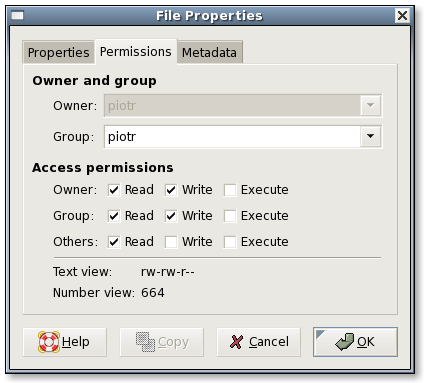 File Properties
Properties Permissions Metadata
Owner and group
Owner: piotr
Group: piotr
Access permissions
Owner: Read Write Execute
Group: Read Write Execute
Others: Read Write Execute
Text view: rw-rw-r--
Number view: 664
Help Copy Cancel OK